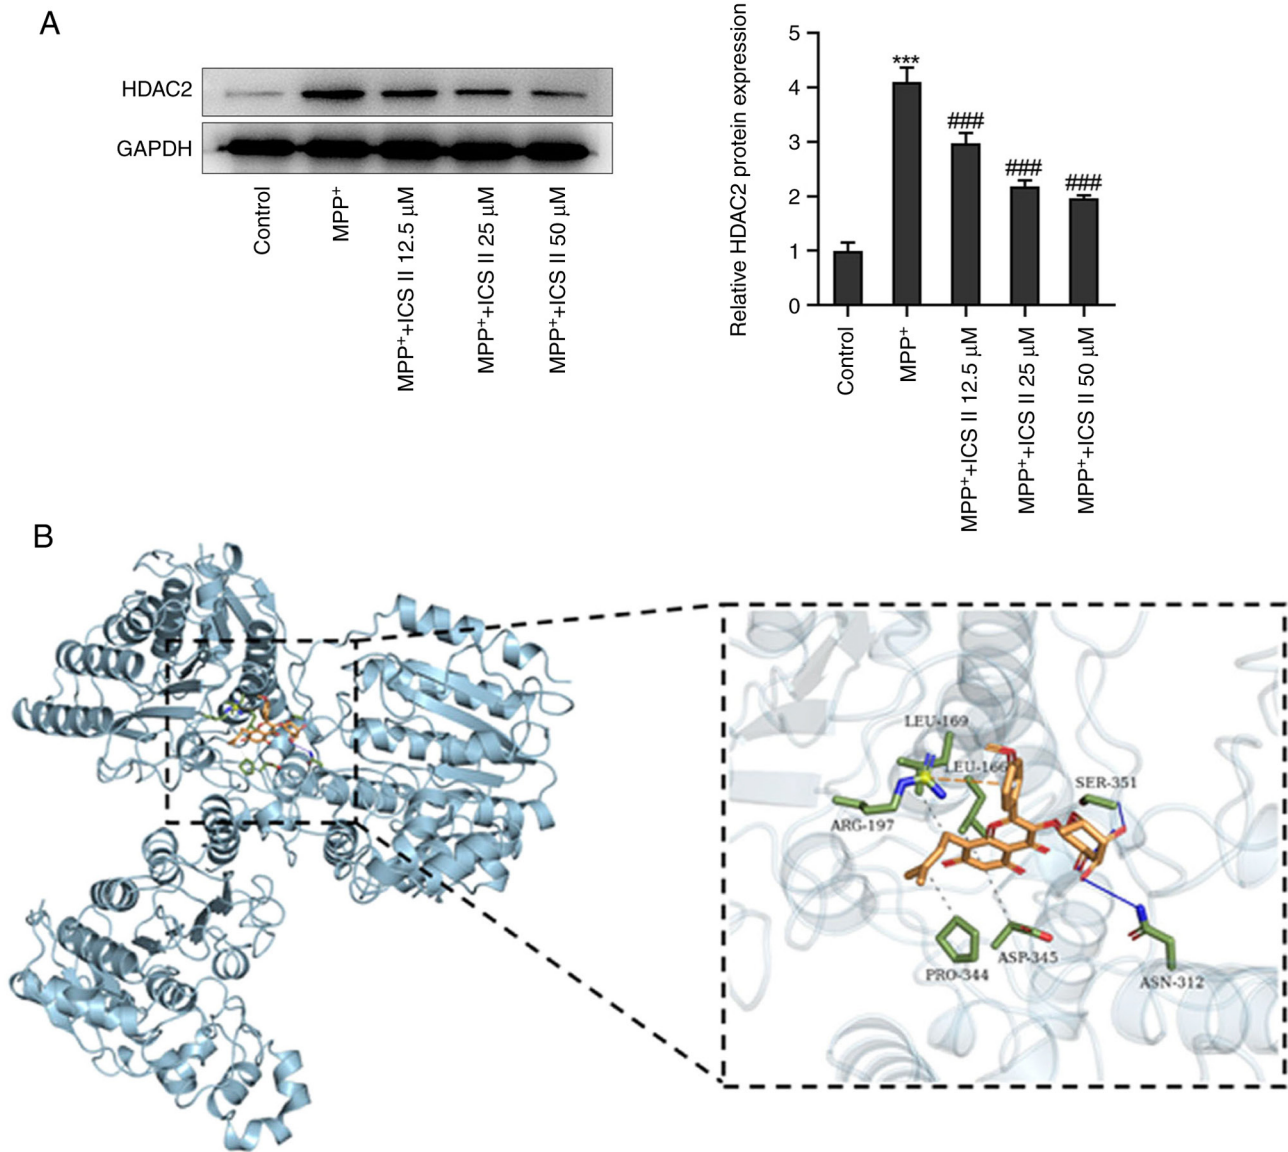 A
HDAC2
GAPDH
Control
MPP⁺
MPP⁺+ICS II 12.5 μM
MPP⁺+ICS II 25 μM
MPP⁺+ICS II 50 μM
Relative HDAC2 protein expression
5
4
3
2
1
0
***
###
###
###
Control
MPP⁺
MPP⁺+ICS II 12.5 μM
MPP⁺+ICS II 25 μM
MPP⁺+ICS II 50 μM
B
LEU-169
LEU-166
SER-351
ARG-197
PRO-344
ASP-345
ASN-312